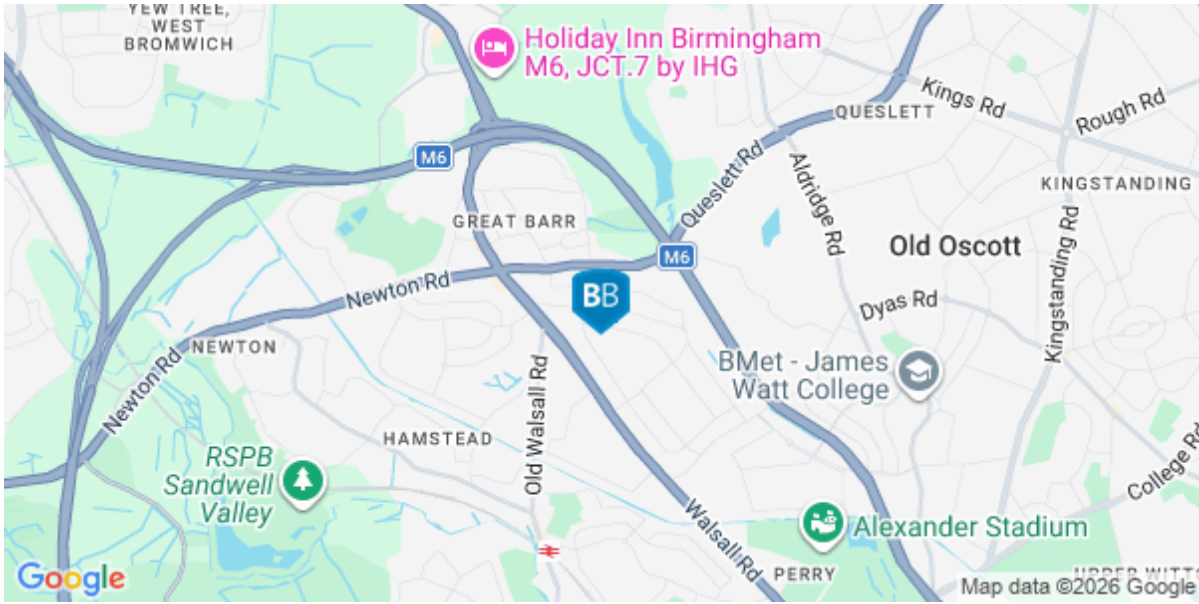 YEW TREE,
WEST
BROMWICH
Holiday Inn Birmingham
M6, JCT.7 by IHG
Kings Rd
Rough Rd
QUESLETT
M6
Queslett Rd
Aldridge Rd
KINGSTANDING
GREAT BARR
Old Oscott
M6
Kingstanding Rd
Newton Rd
BB
Dyas Rd
NEWTON
Newton Rd
BMet - James
Watt College
Old Walsall Rd
HAMSTEAD
RSPB
Sandwell
Valley
College Rd
Walsall Rd
Alexander Stadium
PERRY
Google
Map data ©2026 Google